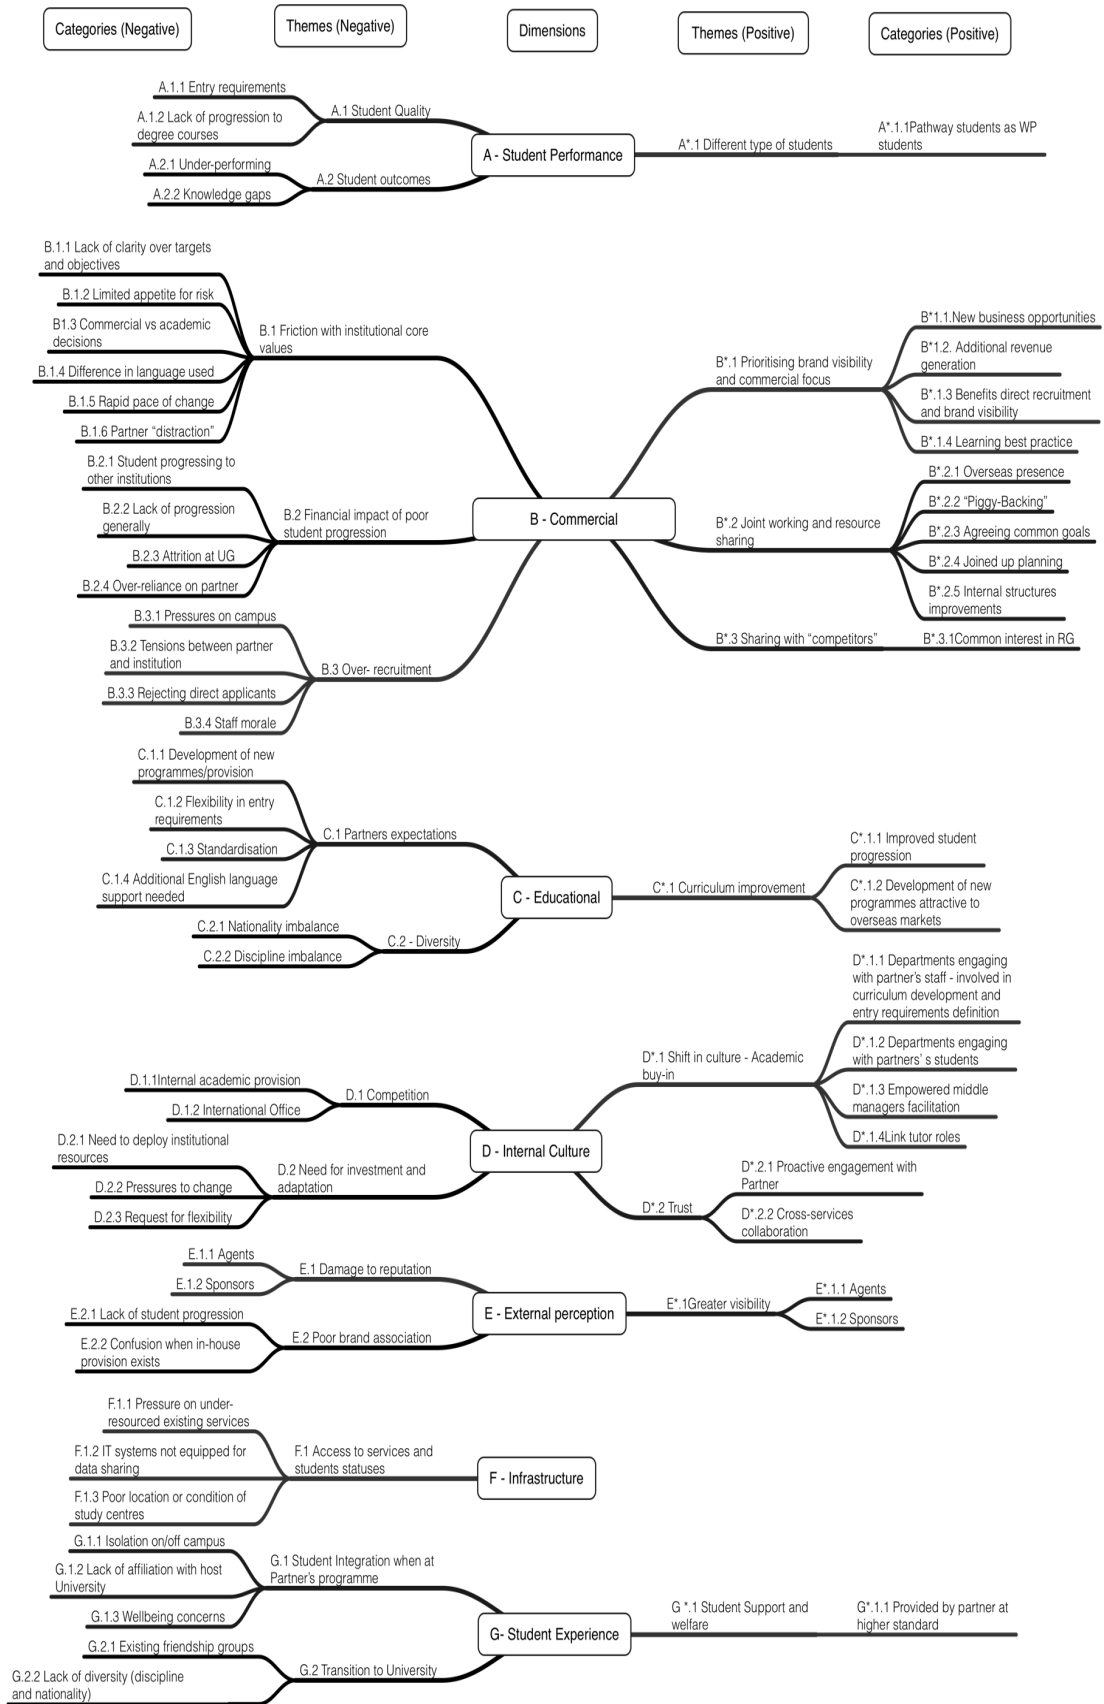 Categories (Negative)
Themes (Negative)
Dimensions
Themes (Positive)
Categories (Positive)
A.1.1 Entry requirements
A.1.2 Lack of progression to
degree courses
A.1 Student Quality
A.2.1 Under-performing
A.2.2 Knowledge gaps
A.2 Student outcomes
A - Student Performance
A*.1 Different type of students
A*.1.1Pathway students as WP
students
B.1.1 Lack of clarity over targets
and objectives
B.1.2 Limited appetite for risk
B1.3 Commercial vs academic
decisions
B.1.4 Difference in language used
B.1.5 Rapid pace of change
B.1.6 Partner “distraction”
B.1 Friction with institutional core
values
B.2.1 Student progressing to
other institutions
B.2.2 Lack of progression
generally
B.2.3 Attrition at UG
B.2.4 Over-reliance on partner
B.2 Financial impact of poor
student progression
B.3.1 Pressures on campus
B.3.2 Tensions between partner
and institution
B.3.3 Rejecting direct applicants
B.3.4 Staff morale
B.3 Over- recruitment
B - Commercial
B*.1 Prioritising brand visibility
and commercial focus
B*1.1.New business opportunities
B*1.2. Additional revenue
generation
B*.1.3 Benefits direct recruitment
and brand visibility
B*.1.4 Learning best practice
B*.2 Joint working and resource
sharing
B*.2.1 Overseas presence
B*.2.2 “Piggy-Backing”
B*.2.3 Agreeing common goals
B*.2.4 Joined up planning
B*.2.5 Internal structures
improvements
B*.3 Sharing with “competitors”
B*.3.1Common interest in RG
C.1.1 Development of new
programmes/provision
C.1.2 Flexibility in entry
requirements
C.1.3 Standardisation
C.1.4 Additional English language
support needed
C.1 Partners expectations
C.2.1 Nationality imbalance
C.2.2 Discipline imbalance
C.2 - Diversity
C - Educational
C*.1 Curriculum improvement
C*.1.1 Improved student
progression
C*.1.2 Development of new
programmes attractive to
overseas markets
D.1.1Internal academic provision
D.1.2 International Office
D.1 Competition
D.2.1 Need to deploy institutional
resources
D.2.2 Pressures to change
D.2.3 Request for flexibility
D.2 Need for investment and
adaptation
D - Internal Culture
D*.1 Shift in culture - Academic
buy-in
D*.1.1 Departments engaging
with partner's staff - involved in
curriculum development and
entry requirements definition
D*.1.2 Departments engaging
with partners' s students
D*.1.3 Empowered middle
managers facilitation
D*.1.4Link tutor roles
D*.2 Trust
D*.2.1 Proactive engagement with
Partner
D*.2.2 Cross-services
collaboration
E.1.1 Agents
E.1.2 Sponsors
E.1 Damage to reputation
E.2.1 Lack of student progression
E.2.2 Confusion when in-house
provision exists
E.2 Poor brand association
E - External perception
E*.1Greater visibility
E*.1.1 Agents
E*.1.2 Sponsors
F.1.1 Pressure on under-
resourced existing services
F.1.2 IT systems not equipped for
data sharing
F.1.3 Poor location or condition of
study centres
F.1 Access to services and
students statuses
F - Infrastructure
G.1.1 Isolation on/off campus
G.1.2 Lack of affiliation with host
University
G.1.3 Wellbeing concerns
G.1 Student Integration when at
Partner's programme
G.2.1 Existing friendship groups
G.2.2 Lack of diversity (discipline
and nationality)
G.2 Transition to University
G- Student Experience
G *.1 Student Support and
welfare
G*.1.1 Provided by partner at
higher standard